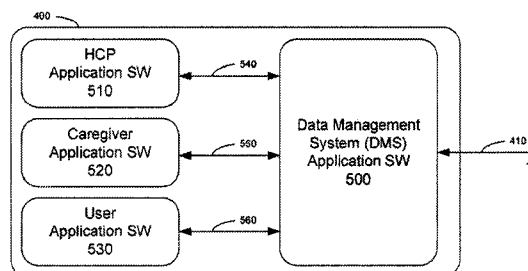 400
HCP
Application SW
510
540
Caregiver
Application SW
520
550
User
Application SW
530
560
Data Management
System (DMS)
Application SW
500
410